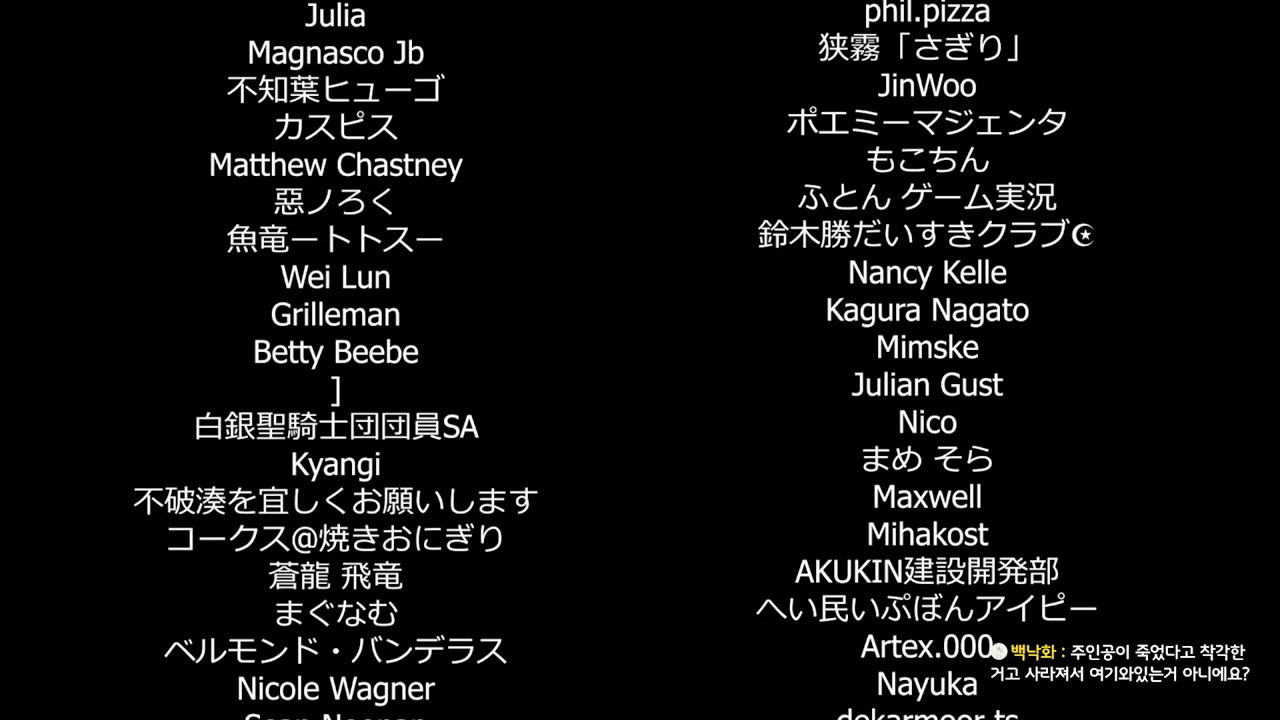 Julia
Magnasco Jb
不知葉ヒューゴ
カスピス
Matthew Chastney
惡ノろく
魚竜ートトスー
Wei Lun
Grilleman
Betty Beebe
]
白銀聖騎士団団員SA
Kyangi
不破湊を宜しくお願いします
コークス@焼きおにぎり
蒼龍 飛竜
まぐなむ
ベルモンド・バンデラス
Nicole Wagner
Sean Noonan
phil.pizza
狭霧「さぎり」
JinWoo
ポエミーマジェンタ
もこちん
ふとん ゲーム実況
鈴木勝だいすきクラブ☪
Nancy Kelle
Kagura Nagato
Mimske
Julian Gust
Nico
まめ そら
Maxwell
Mihakost
AKUKIN建設開発部
へい民いぷぼんアイピー
Artex.000
Nayuka
dekarmoor ts
백낙화 : 주인공이 죽었다고 착각한
거고 사라져서 여기와있는거 아니에요?